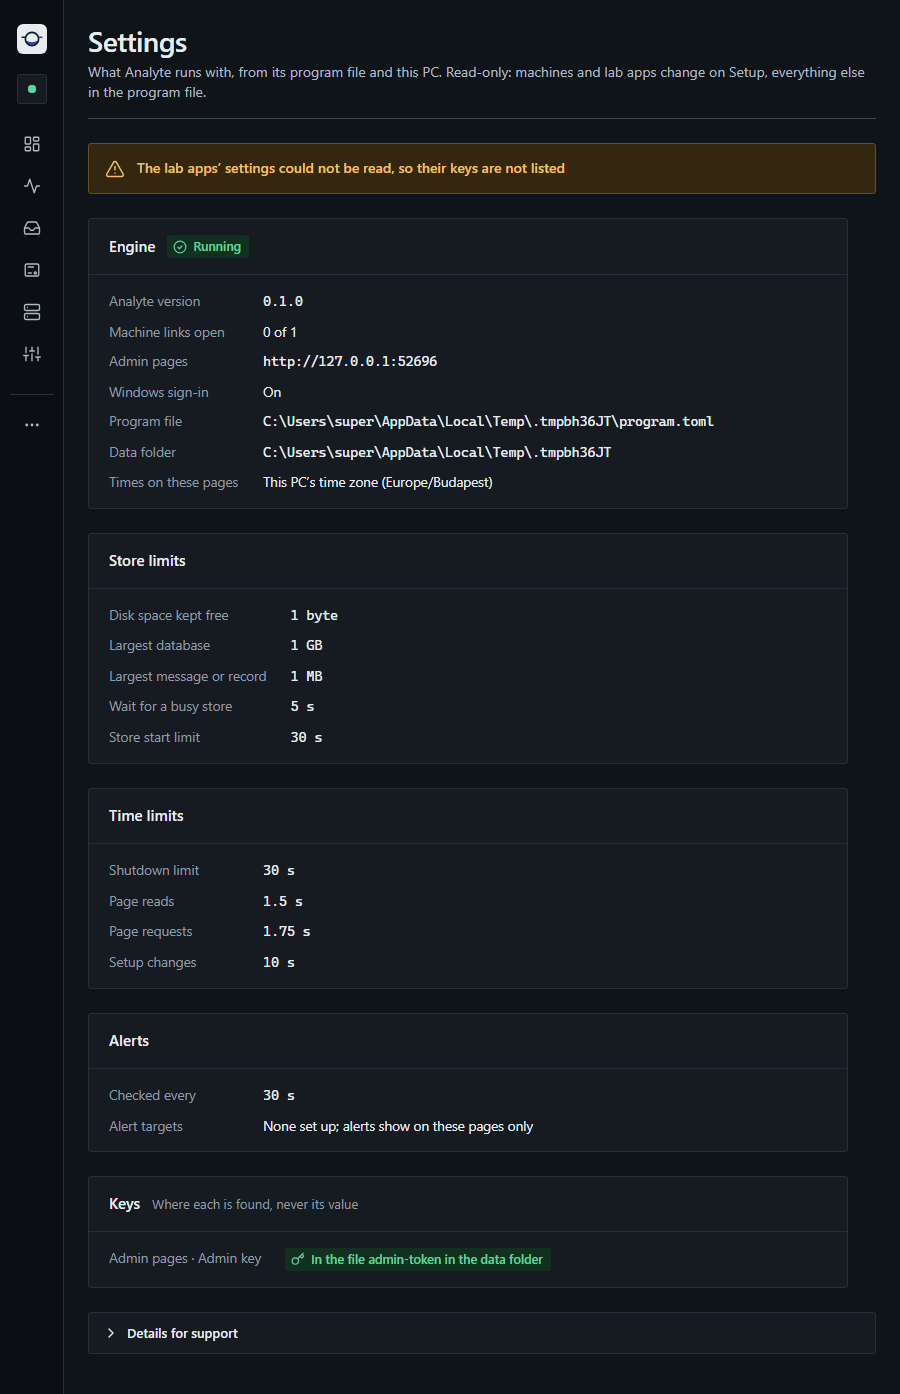 Settings
What Analyte runs with, from its program file and this PC. Read-only: machines and lab apps change on Setup, everything else
in the program file.
The lab apps’ settings could not be read, so their keys are not listed
Engine Running
Analyte version 0.1.0
Machine links open 0 of 1
Admin pages http://127.0.0.1:52696
Windows sign-in On
Program file C:\Users\super\AppData\Local\Temp\.tmpbh36JT\program.toml
Data folder C:\Users\super\AppData\Local\Temp\.tmpbh36JT
Times on these pages This PC’s time zone (Europe/Budapest)
Store limits
Disk space kept free 1 byte
Largest database 1 GB
Largest message or record 1 MB
Wait for a busy store 5 s
Store start limit 30 s
Time limits
Shutdown limit 30 s
Page reads 1.5 s
Page requests 1.75 s
Setup changes 10 s
Alerts
Checked every 30 s
Alert targets None set up; alerts show on these pages only
Keys Where each is found, never its value
Admin pages · Admin key In the file admin-token in the data folder
Details for support